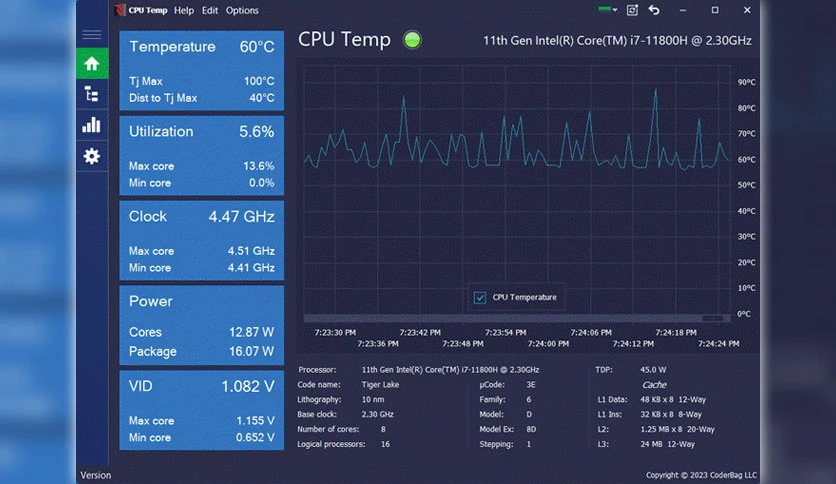 CPU Temp Help Edit Options
Temperature 60°C
Tj Max 100°C
Dist to Tj Max 40°C
Utilization 5.6%
Max core 13.6%
Min core 0.0%
Clock 4.47 GHz
Max core 4.51 GHz
Min core 4.41 GHz
Power
Cores 12.87 W
Package 16.07 W
VID 1.082 V
Max core 1.155 V
Min core 0.652 V
CPU Temp
11th Gen Intel(R) Core(TM) i7-11800H @ 2.30GHz
90°C
80°C
70°C
60°C
50°C
40°C
30°C
20°C
10°C
0°C
CPU Temperature
7:23:30 PM 7:23:42 PM 7:23:54 PM 7:24:06 PM 7:24:18 PM
7:23:36 PM 7:23:48 PM 7:24:00 PM 7:24:12 PM 7:24:24 PM
Processor: 11th Gen Intel(R) Core(TM) i7-11800H @ 2.30GHz TDP: 45.0 W
Code name: Tiger Lake µCode: 3E Cache
Lithography: 10 nm Family: 6 L1 Data: 48 KB x 8 12-Way
Base clock: 2.30 GHz Model: D L1 Ins: 32 KB x 8 8-Way
Number of cores: 8 Model Ex: 8D L2: 1.25 MB x 8 20-Way
Logical processors: 16 Stepping: 1 L3: 24 MB 12-Way
Version
Copyright © 2023 CoderBag LLC